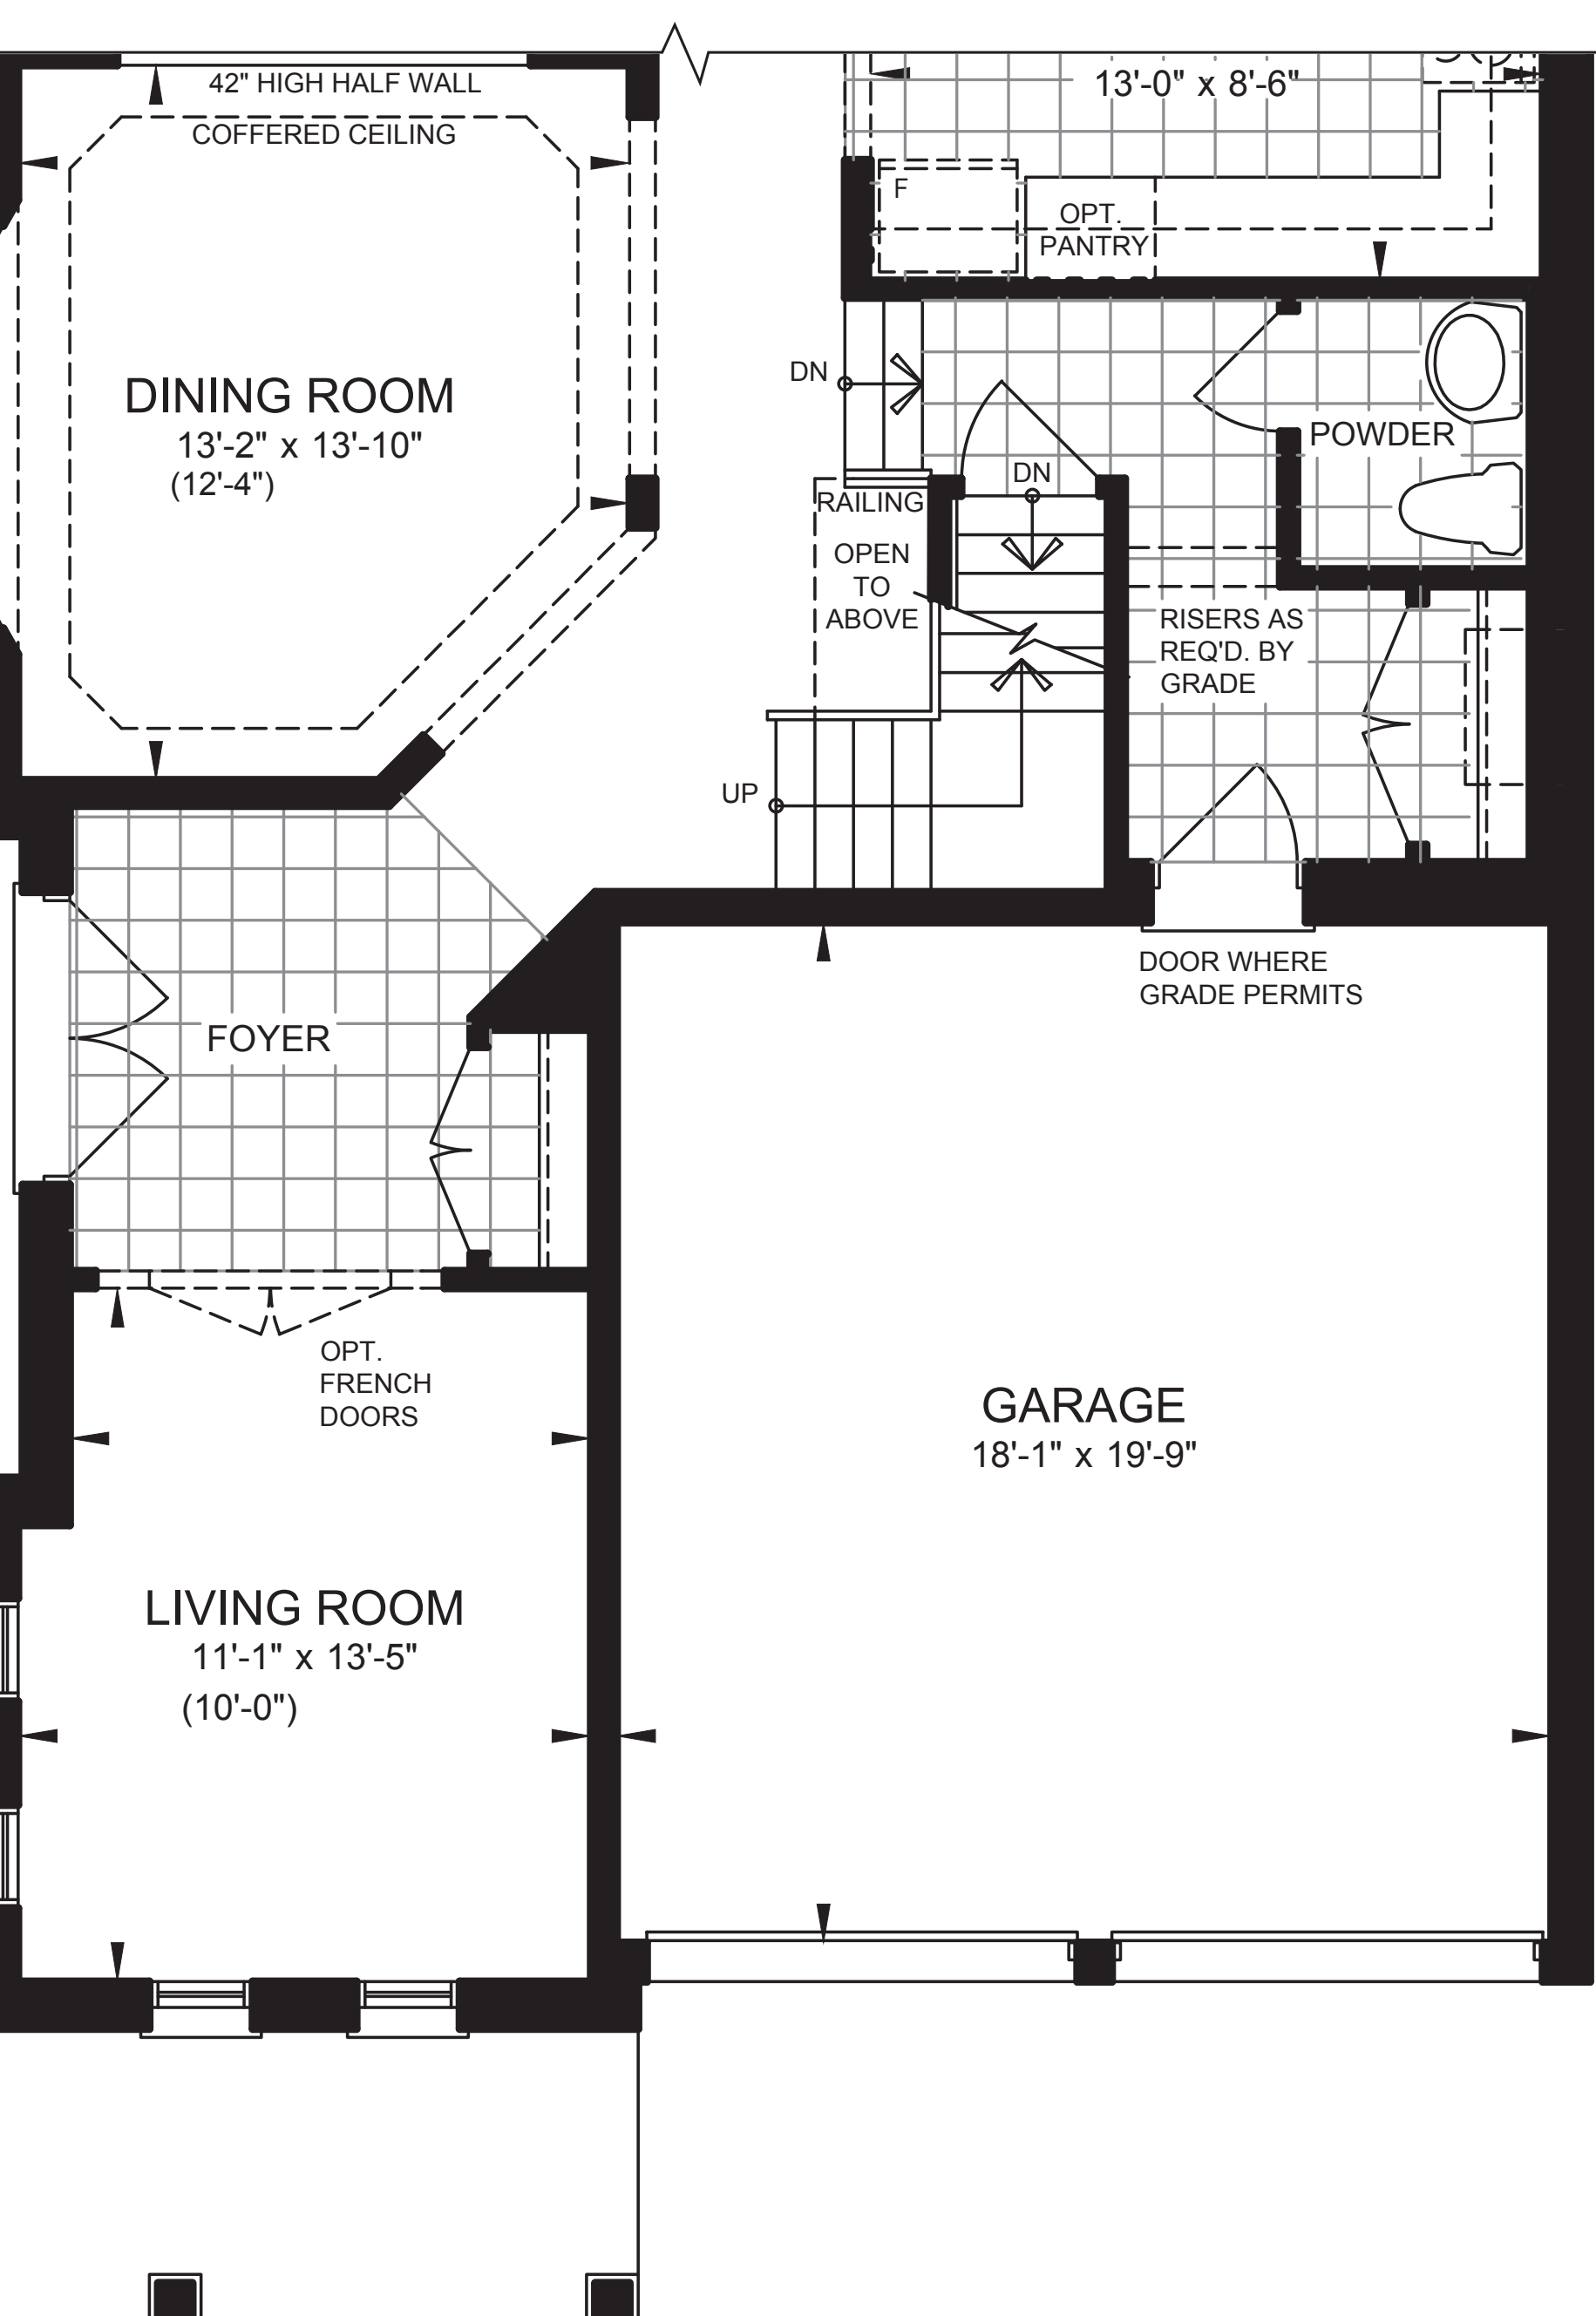 42" HIGH HALF WALL
COFFERED CEILING
13'-0" x 8'-6"
F
OPT.
PANTRY
DINING ROOM
13'-2" x 13'-10"
(12'-4")
DN
POWDER
DN
RAILING
OPEN
TO
ABOVE
RISERS AS
REQ'D. BY
GRADE
UP
DOOR WHERE
GRADE PERMITS
FOYER
OPT.
FRENCH
DOORS
GARAGE
18'-1" x 19'-9"
LIVING ROOM
11'-1" x 13'-5"
(10'-0")